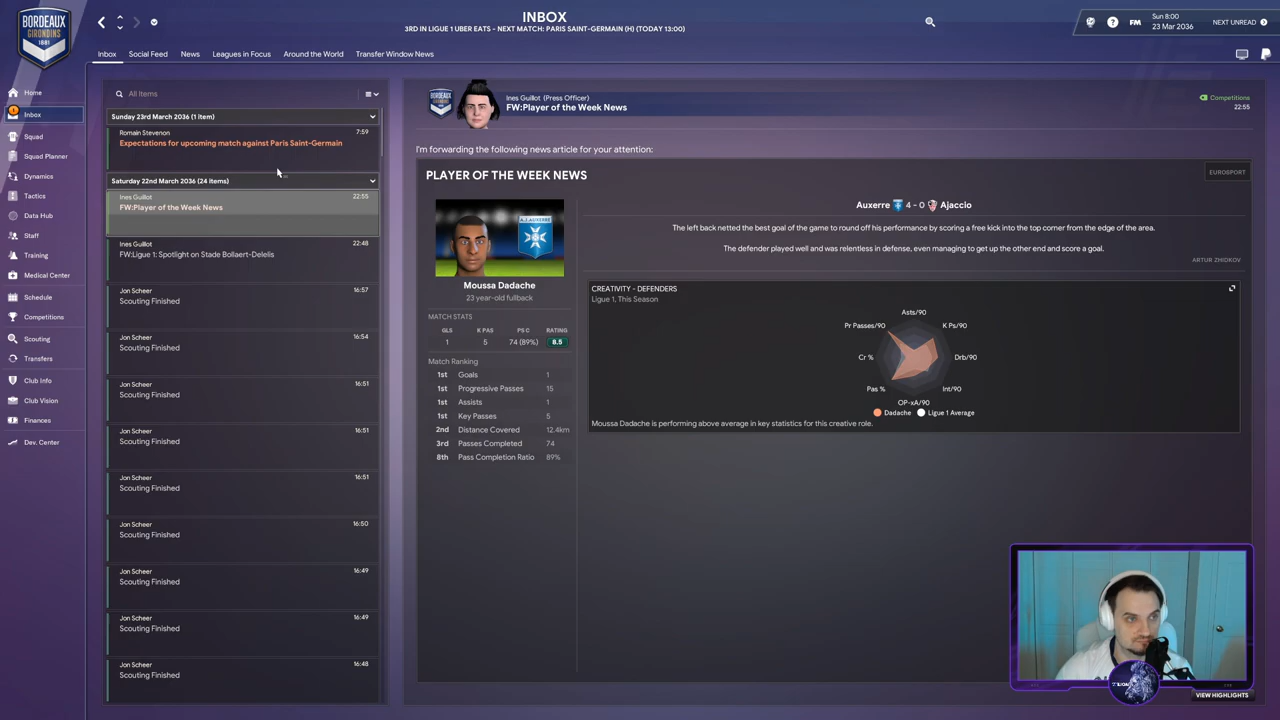 BORDEAUX
GIRONDINS
1881
INBOX
3RD IN LIGUE 1 UBER EATS - NEXT MATCH: PARIS SAINT-GERMAIN (H) (TODAY 13:00)
FM
Sun 8:00
23 Mar 2036
NEXT UNREAD
Inbox
Social Feed
News
Leagues in Focus
Around the World
Transfer Window News
Home
Inbox
Squad
Squad Planner
Dynamics
Tactics
Data Hub
Staff
Training
Medical Center
Schedule
Competitions
Scouting
Transfers
Club Info
Club Vision
Finances
Dev. Center
All Items
Sunday 23rd March 2036 (1 item)
Romain Stevenon 7:59
Expectations for upcoming match against Paris Saint-Germain
Saturday 22nd March 2036 (24 items)
Ines Guillot 22:55
FW:Player of the Week News
Ines Guillot 22:48
FW:Ligue 1: Spotlight on Stade Bollaert-Delelis
Jon Scheer 16:57
Scouting Finished
Jon Scheer 16:54
Scouting Finished
Jon Scheer 16:51
Scouting Finished
Jon Scheer 16:51
Scouting Finished
Jon Scheer 16:51
Scouting Finished
Jon Scheer 16:50
Scouting Finished
Jon Scheer 16:49
Scouting Finished
Jon Scheer 16:49
Scouting Finished
Jon Scheer 16:48
Scouting Finished
Ines Guillot (Press Officer)
FW:Player of the Week News
Competitions
22:55
I'm forwarding the following news article for your attention:
PLAYER OF THE WEEK NEWS
EUROSPORT
A.J. AUXERRE
Moussa Dadache
23 year-old fullback
MATCH STATS
GLS K PAS PS C RATING
1 5 74 (89%) 8.5
Match Ranking
1st Goals 1
1st Progressive Passes 15
1st Assists 1
1st Key Passes 5
2nd Distance Covered 12.4km
3rd Passes Completed 74
8th Pass Completion Ratio 89%
Auxerre 4 - 0 Ajaccio
The left back netted the best goal of the game to round off his performance by scoring a free kick into the top corner from the edge of the area.
The defender played well and was relentless in defense, even managing to get up the other end and score a goal.
ARTUR ZHIDKOV
CREATIVITY - DEFENDERS
Ligue 1, This Season
Asts/90
Pr Passes/90
K Ps/90
Cr %
Drb/90
Pas %
Int/90
OP-xA/90
Dadache
Ligue 1 Average
Moussa Dadache is performing above average in key statistics for this creative role.
VIEW HIGHLIGHTS